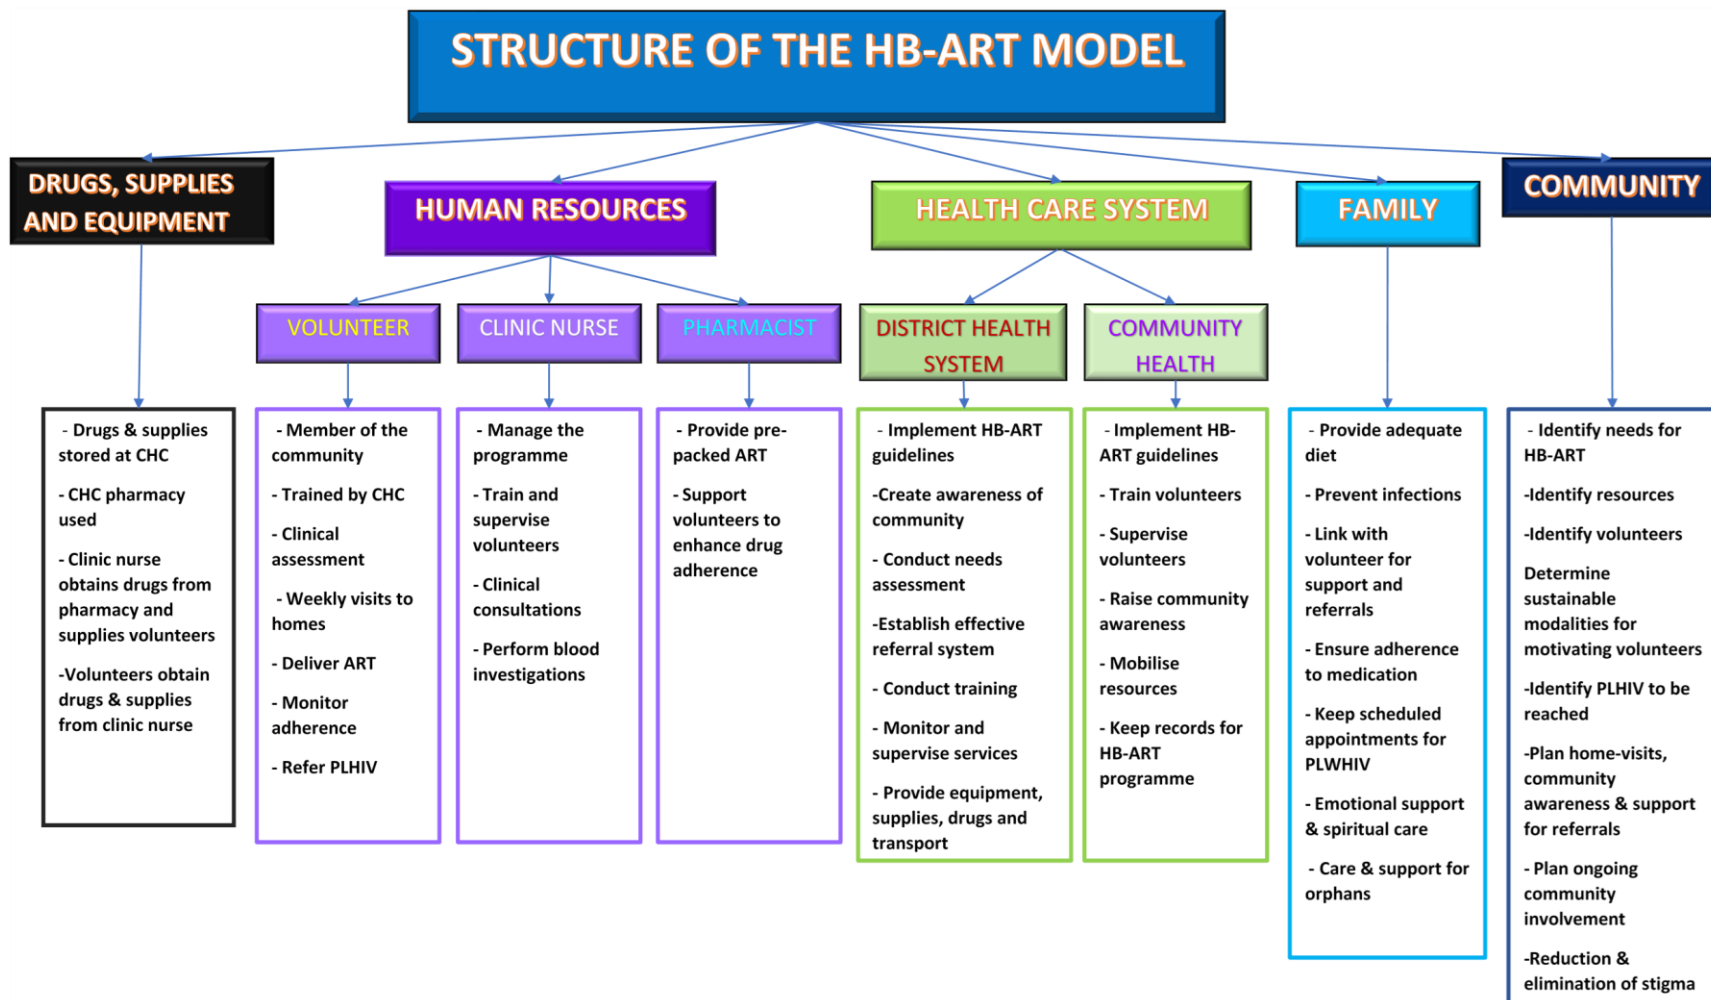 STRUCTURE OF THE HB-ART MODEL
DRUGS, SUPPLIES
AND EQUIPMENT
HUMAN RESOURCES
HEALTH CARE SYSTEM
FAMILY
COMMUNITY
VOLUNTEER
CLINIC NURSE
PHARMACIST
DISTRICT HEALTH
SYSTEM
COMMUNITY
HEALTH
- Drugs & supplies
stored at CHC
- CHC pharmacy
used
- Clinic nurse
obtains drugs from
pharmacy and
supplies volunteers
-Volunteers obtain
drugs & supplies
from clinic nurse
- Member of the
community
- Trained by CHC
- Clinical
assessment
- Weekly visits to
homes
- Deliver ART
- Monitor
adherence
- Refer PLHIV
- Manage the
programme
- Train and
supervise
volunteers
- Clinical
consultations
- Perform blood
investigations
- Provide pre-
packed ART
- Support
volunteers to
enhance drug
adherence
- Implement HB-ART
guidelines
-Create awareness of
community
- Conduct needs
assessment
-Establish effective
referral system
- Conduct training
- Monitor and
supervise services
- Provide equipment,
supplies, drugs and
transport
- Implement HB-
ART guidelines
- Train volunteers
- Supervise
volunteers
- Raise community
awareness
- Mobilise
resources
- Keep records for
HB-ART
programme
- Provide adequate
diet
- Prevent infections
- Link with
volunteer for
support and
referrals
- Ensure adherence
to medication
- Keep scheduled
appointments for
PLWHIV
- Emotional support
& spiritual care
- Care & support for
orphans
- Identify needs for
HB-ART
-Identify resources
-Identify volunteers
Determine
sustainable
modalities for
motivating volunteers
-Identify PLHIV to be
reached
-Plan home-visits,
community
awareness & support
for referrals
- Plan ongoing
community
involvement
-Reduction &
elimination of stigma